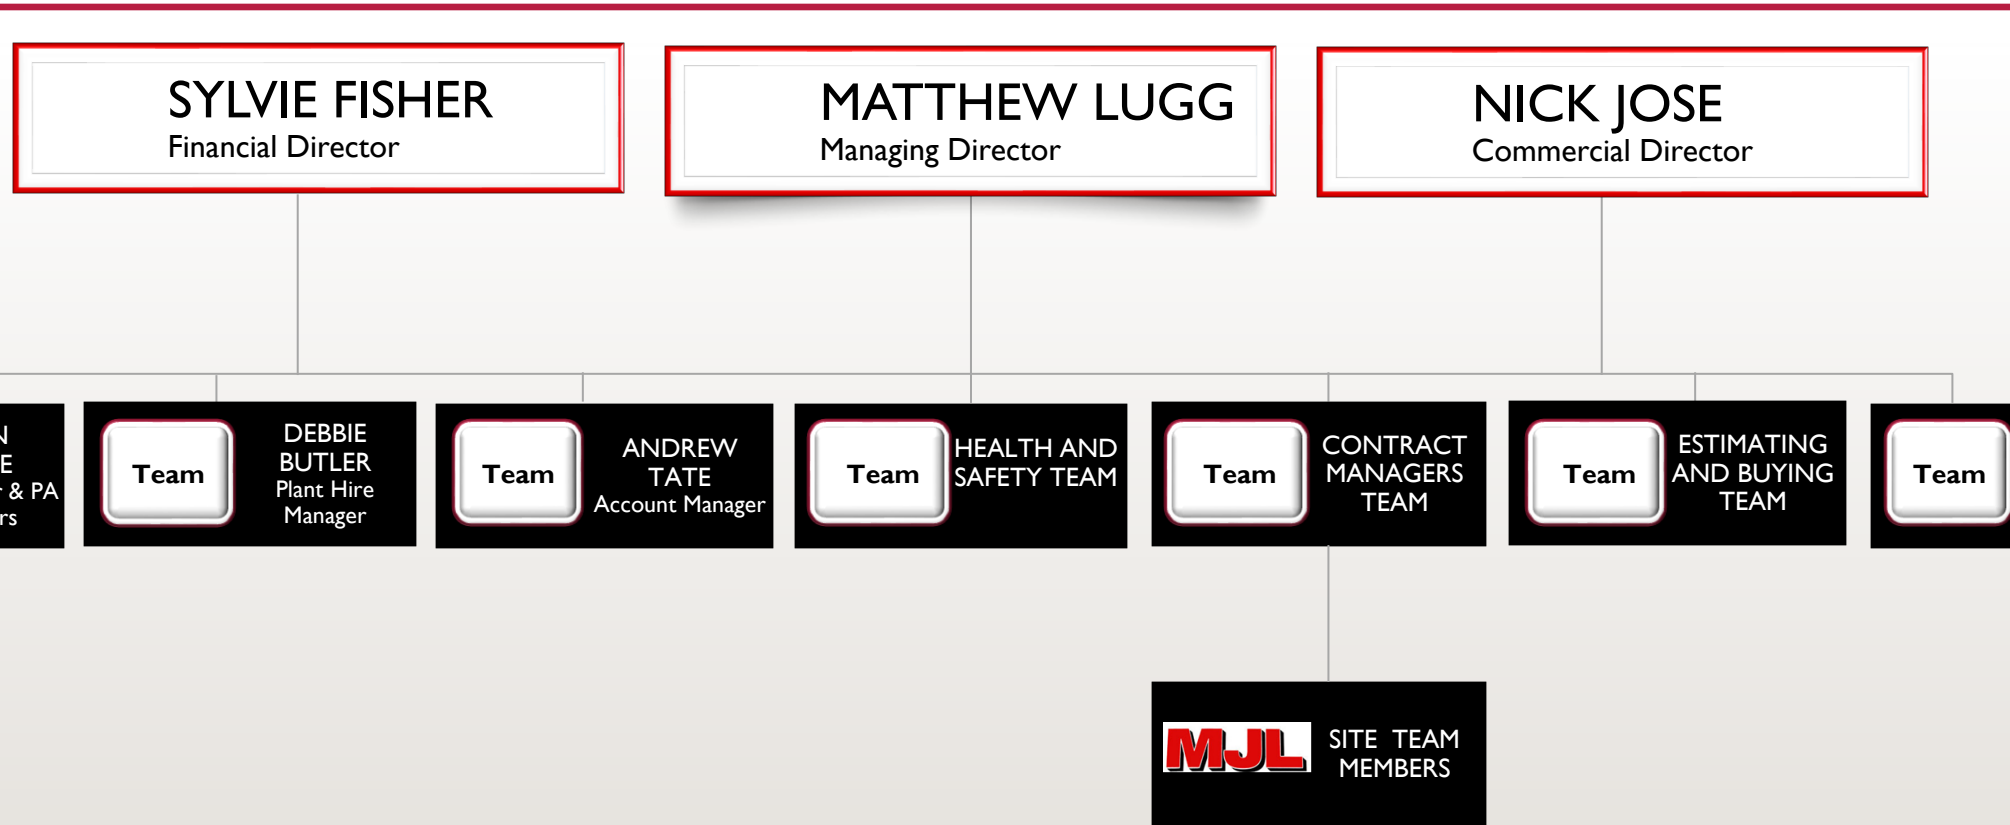 SYLVIE FISHER
Financial Director
MATTHEW LUGG
Managing Director
NICK JOSE
Commercial Director
& PA
Team
DEBBIE
BUTLER
Plant Hire
Manager
Team
ANDREW
TATE
Account Manager
Team
HEALTH AND
SAFETY TEAM
Team
CONTRACT
MANAGERS
TEAM
Team
ESTIMATING
AND BUYING
TEAM
Team
MJL
SITE TEAM
MEMBERS